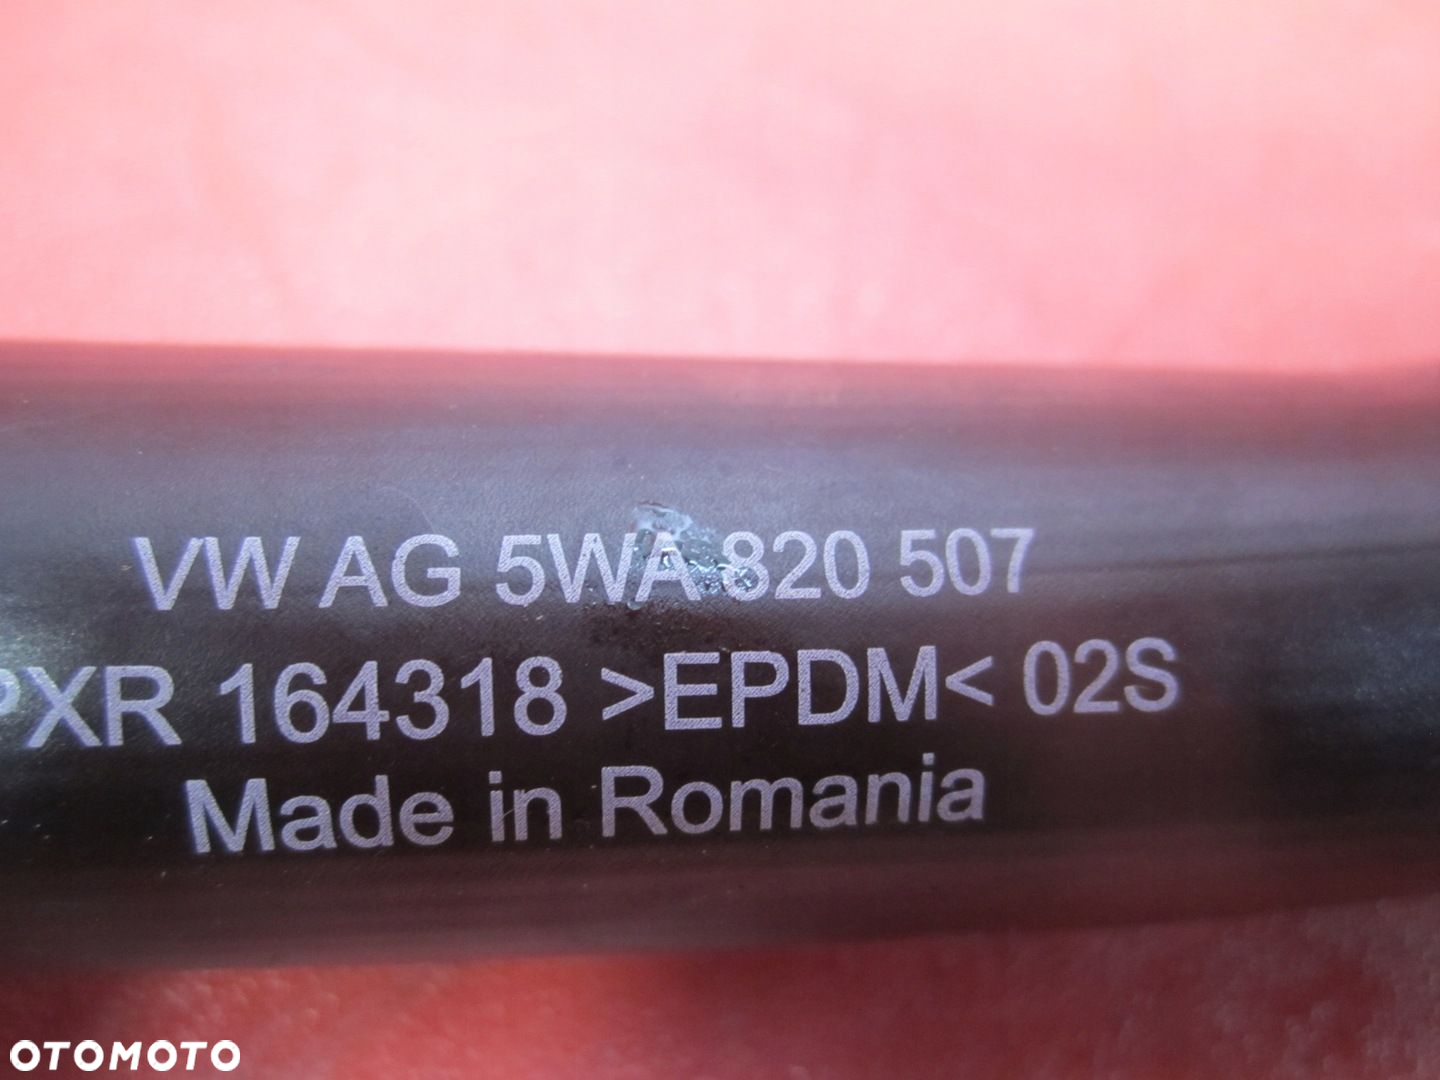 VW AG 5WA 820 507
PXR 164318 >EPDM< 02S
Made in Romania
OTOMOTO